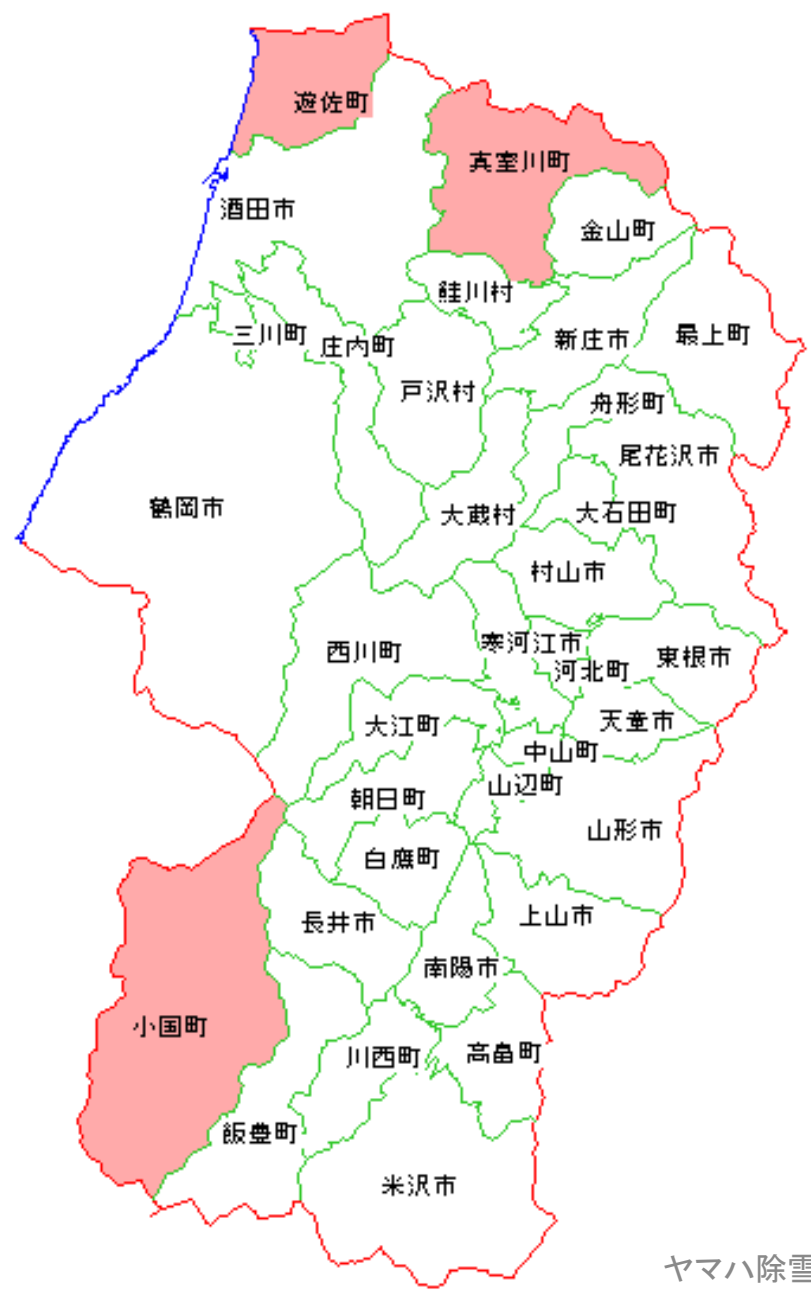 遊佐町
真室川町
酒田市
金山町
鮭川村
三川町
庄内町
新庄市
最上町
戸沢村
舟形町
尾花沢市
鶴岡市
大蔵村
大石田町
村山市
西川町
寒河江市
河北町
東根市
大江町
天童市
中山町
山辺町
朝日町
山形市
白鷹町
長井市
上山市
南陽市
小国町
川西町
高畠町
飯豊町
米沢市
ヤマハ除雪